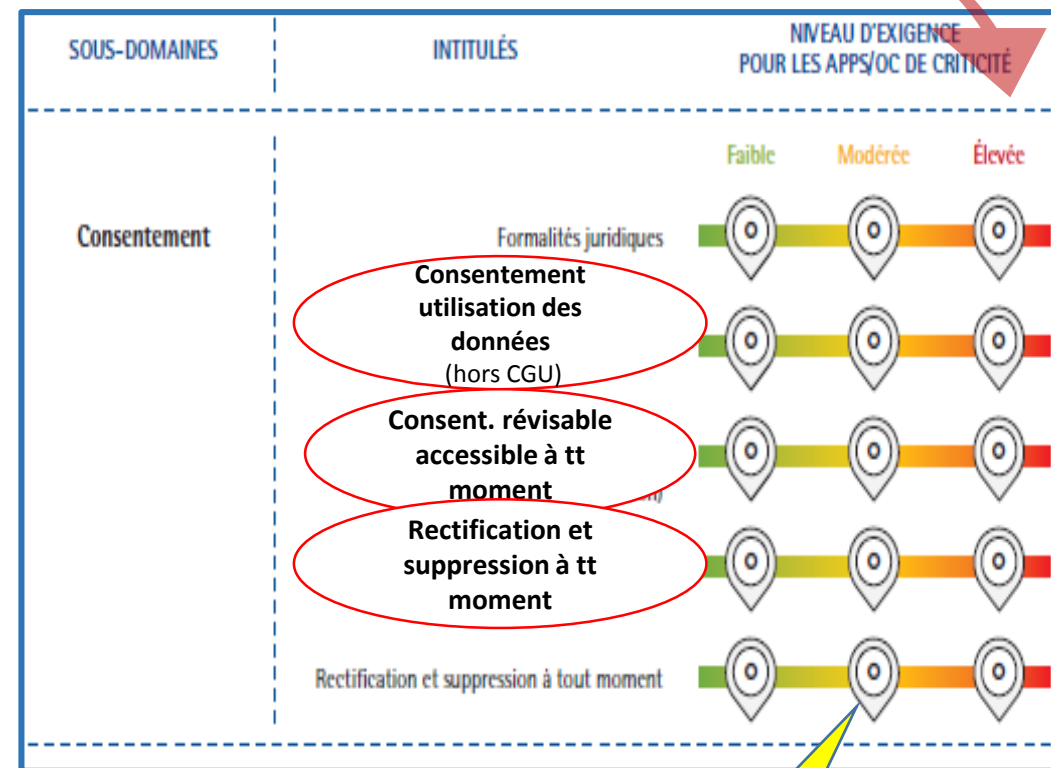 SOUS-DOMAINES
INTITULÉS
NIVEAU D'EXIGENCE
POUR LES APPS/OC DE CRITICITÉ
Faible Modérée Élevée
Consentement
Formalités juridiques
O O O
Consentement
utilisation des
données
(hors CGU)
O O O
Consent. révisable
accessible à tt
moment
O O O
Rectification et
suppression à tt
moment
O O O
Rectification et suppression à tout moment
O O O